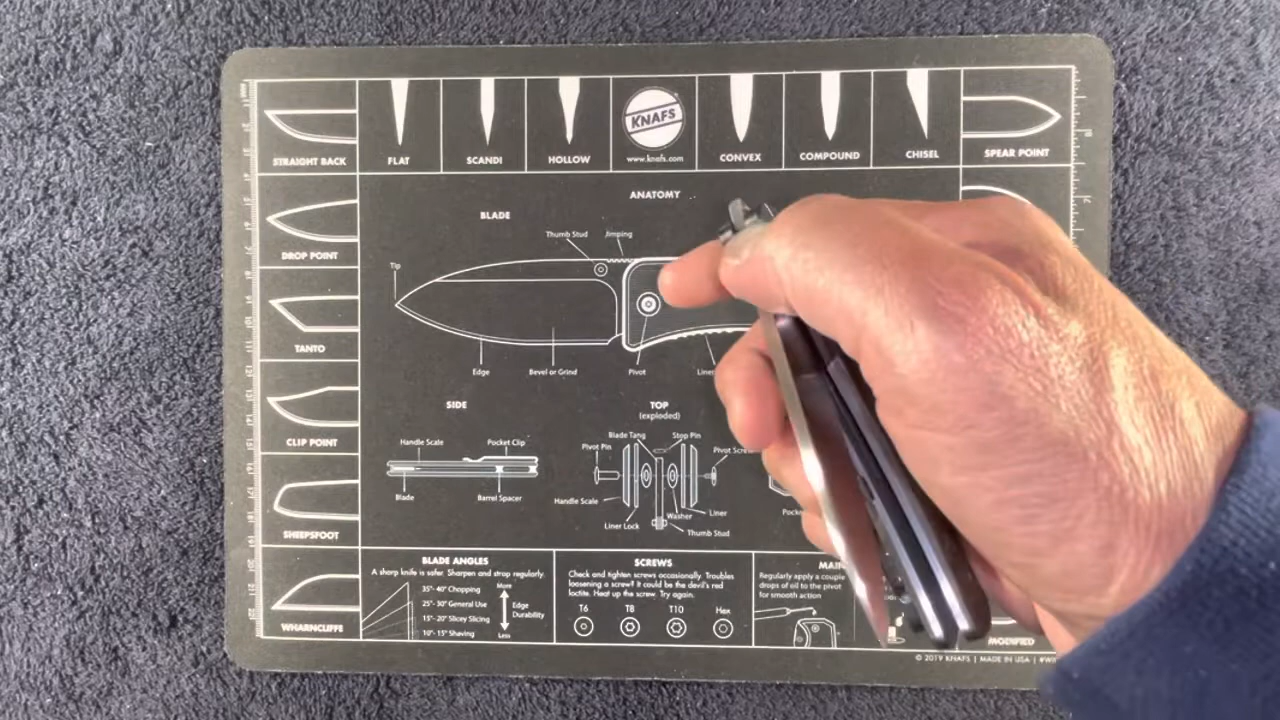 STRAIGHT BACK
FLAT
SCANDI
HOLLOW
KNAFS
www.knafs.com
CONVEX
COMPOUND
CHISEL
SPEAR POINT
DROP POINT
TANTO
CLIP POINT
SHEEPSFOOT
WHARNCLIFFE
ANATOMY
BLADE
Thumb Stud
Jimping
Tip
Edge
Bevel or Grind
Pivot
Liner
SIDE
Handle Scale
Pocket Clip
Blade
Barrel Spacer
TOP
(exploded)
Blade Tang
Stop Pin
Pivot Pin
Pivot Screw
Handle Scale
Liner Lock
Washer
Liner
Thumb Stud
BLADE ANGLES
A sharp knife is safer. Sharpen and strop regularly.
35°- 40° Chopping
25°- 30° General Use
15°- 20° Slicey Slicing
10°- 15° Shaving
More
Edge
Durability
Less
SCREWS
Check and tighten screws occasionally. Troubles
loosening a screw? It could be the devil's red
loctite. Heat up the screw. Try again.
T6
T8
T10
Hex
MAIN
Regularly apply a couple
drops of oil to the pivot
for smooth action
MODIFIED
© 2019 KNAFS | MADE IN USA |